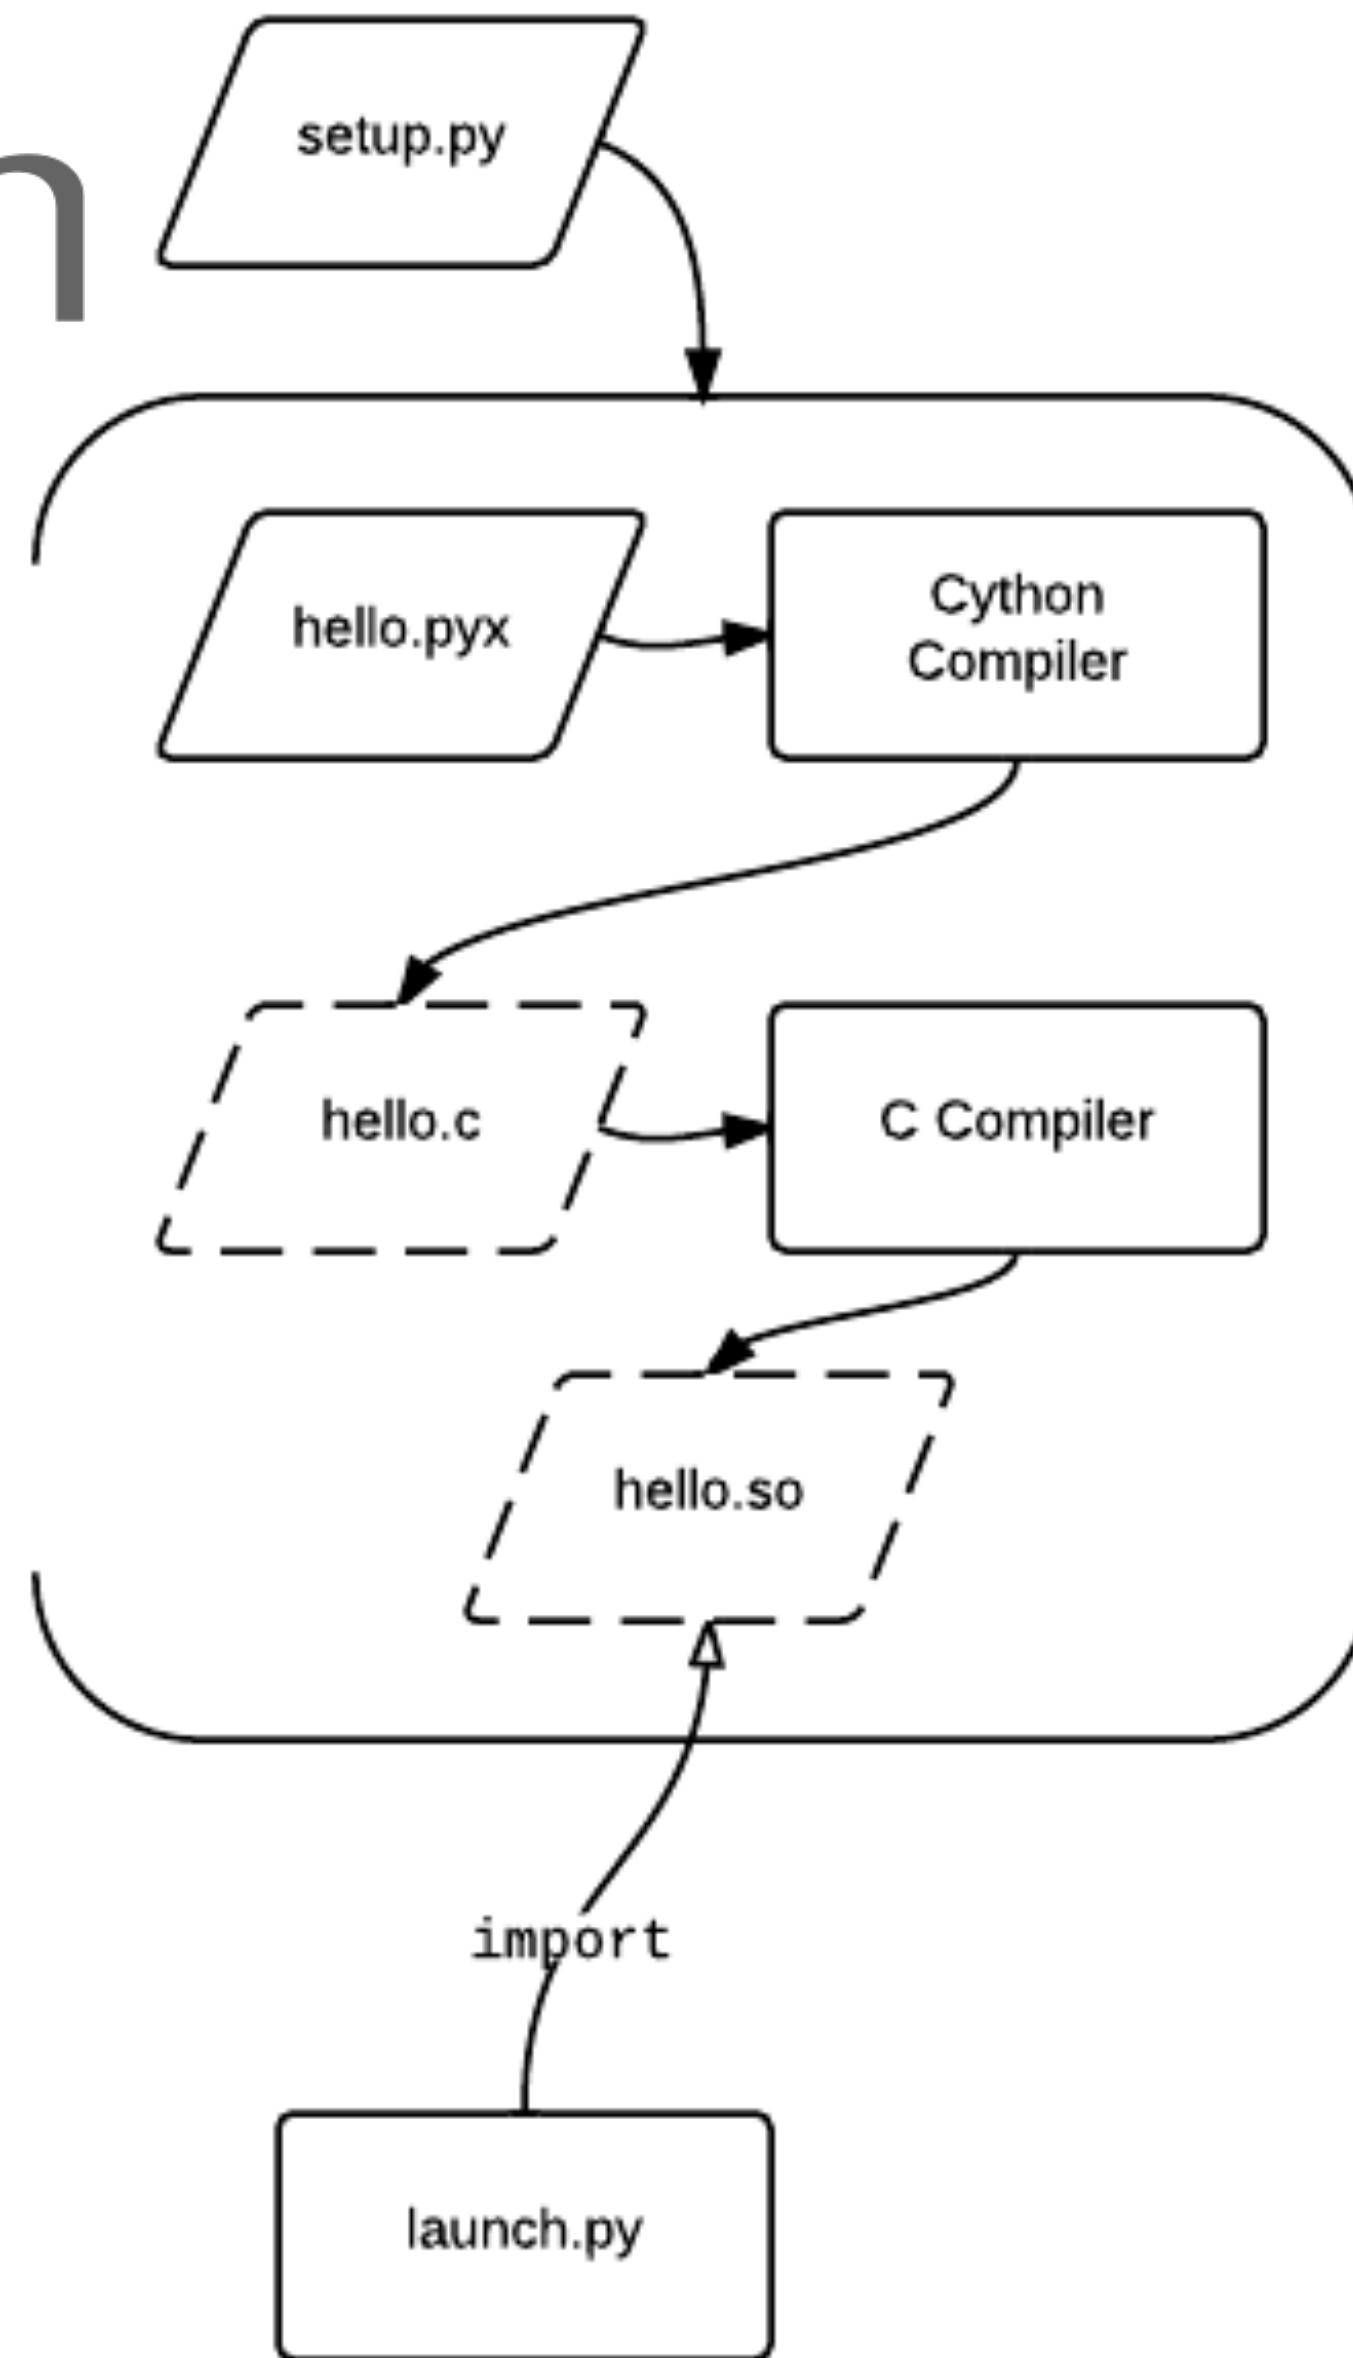 n
setup.py
hello.pyx
Cython
Compiler
hello.c
C Compiler
hello.so
import
launch.py